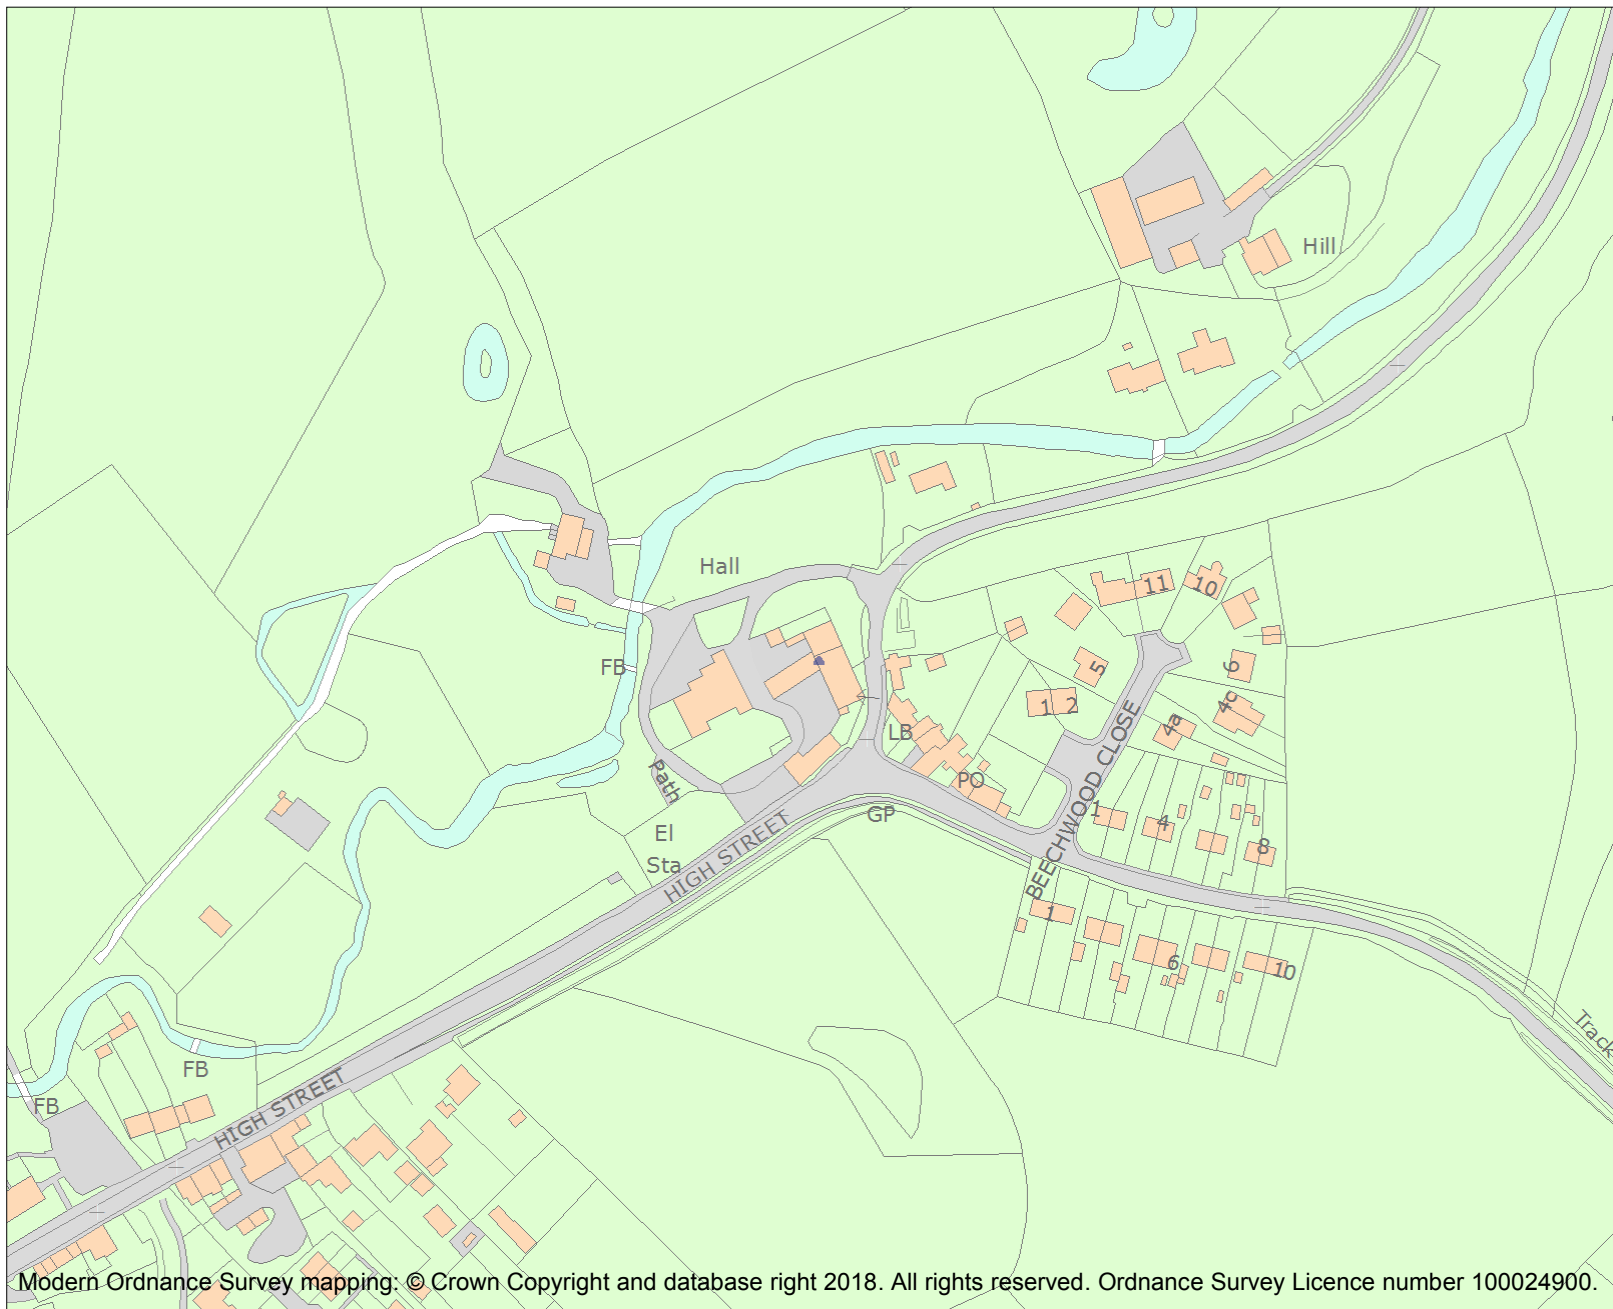 Hill
Hall
11
10
FB
5
6
1
2
4c
4a
LB
BEECHWOOD CLOSE
PO
Path
GP
1
4
El
Sta
HIGH STREET
8
1
6
10
Track
FB
HIGH STREET
FB
Modern Ordnance Survey mapping: © Crown Copyright and database right 2018. All rights reserved. Ordnance Survey Licence number 100024900.